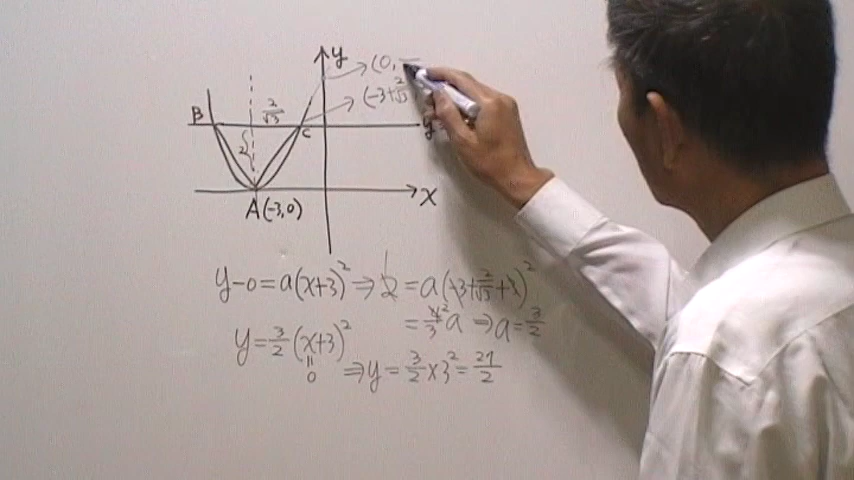 y
(0,
B
2/√3
(-3+2/√3
C
2
x
A(-3,0)
y-0=a(x+3)² ⇒ 2 = a(-3+2/√3+3)²
= 4/3 a ⇒ a = 3/2
y = 3/2 (x+3)²
0
⇒ y = 3/2 × 3² = 27/2